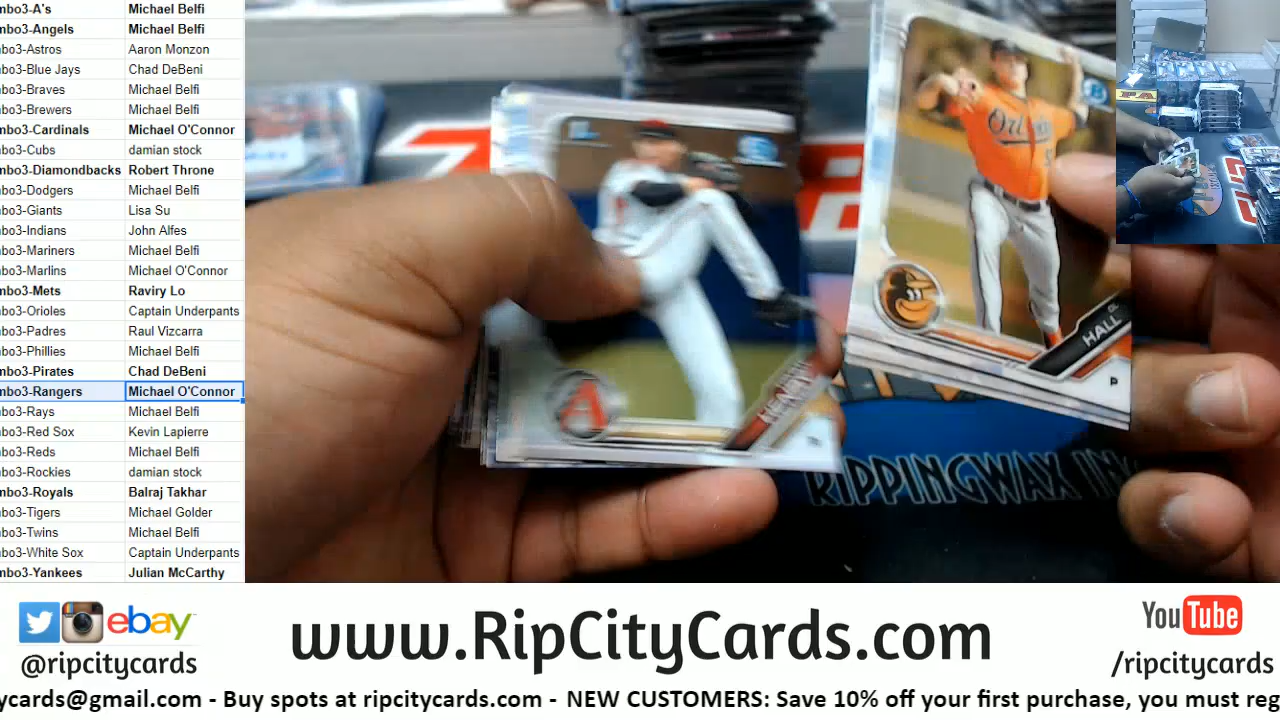 mbo3-A's Michael Belfi
mbo3-Angels Michael Belfi
mbo3-Astros Aaron Monzon
mbo3-Blue Jays Chad DeBeni
mbo3-Braves Michael Belfi
mbo3-Brewers Michael Belfi
mbo3-Cardinals Michael O'Connor
mbo3-Cubs damian stock
mbo3-Diamondbacks Robert Throne
mbo3-Dodgers Michael Belfi
mbo3-Giants Lisa Su
mbo3-Indians John Alfes
mbo3-Mariners Michael Belfi
mbo3-Marlins Michael O'Connor
mbo3-Mets Raviry Lo
mbo3-Orioles Captain Underpants
mbo3-Padres Raul Vizcarra
mbo3-Phillies Michael Belfi
mbo3-Pirates Chad DeBeni
mbo3-Rangers Michael O'Connor
mbo3-Rays Michael Belfi
mbo3-Red Sox Kevin Lapierre
mbo3-Reds Michael Belfi
mbo3-Rockies damian stock
mbo3-Royals Balraj Takhar
mbo3-Tigers Michael Golder
mbo3-Twins Michael Belfi
mbo3-White Sox Captain Underpants
mbo3-Yankees Julian McCarthy
B
DL
HALL
P
A
RIPPINGWAX IN
ebay
@ripcitycards
www.RipCityCards.com
YouTube
/ripcitycards
ycards@gmail.com - Buy spots at ripcitycards.com - NEW CUSTOMERS: Save 10% off your first purchase, you must reg